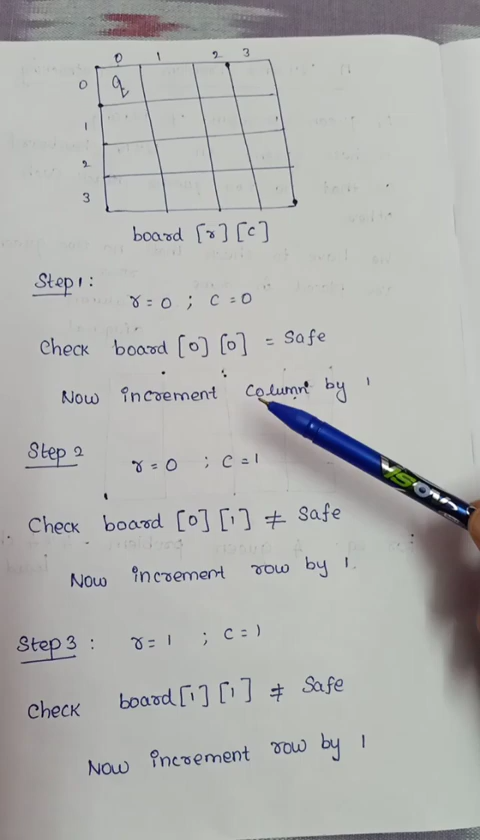 0 1 2 3
0 q
1
2
3
board [r][c]
Step 1:
r = 0 ; c = 0
Check board [0][0] = Safe
Now increment column by 1
Step 2
r = 0 ; c = 1
Check board [0][1] ≠ Safe
Now increment row by 1.
Step 3 : r = 1 ; c = 1
Check board [1][1] ≠ Safe
Now increment row by 1